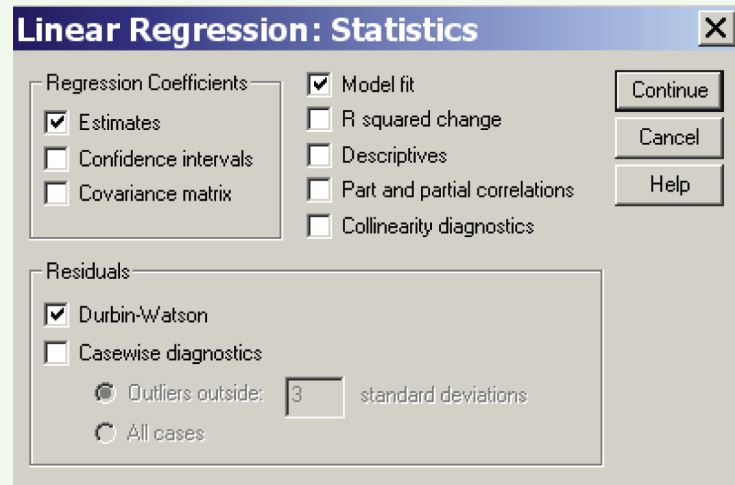 Linear Regression: Statistics
Regression Coefficients
Estimates
Confidence intervals
Covariance matrix
Model fit
R squared change
Descriptives
Part and partial correlations
Collinearity diagnostics
Continue
Cancel
Help
Residuals
Durbin-Watson
Casewise diagnostics
Outliers outside: 3 standard deviations
All cases